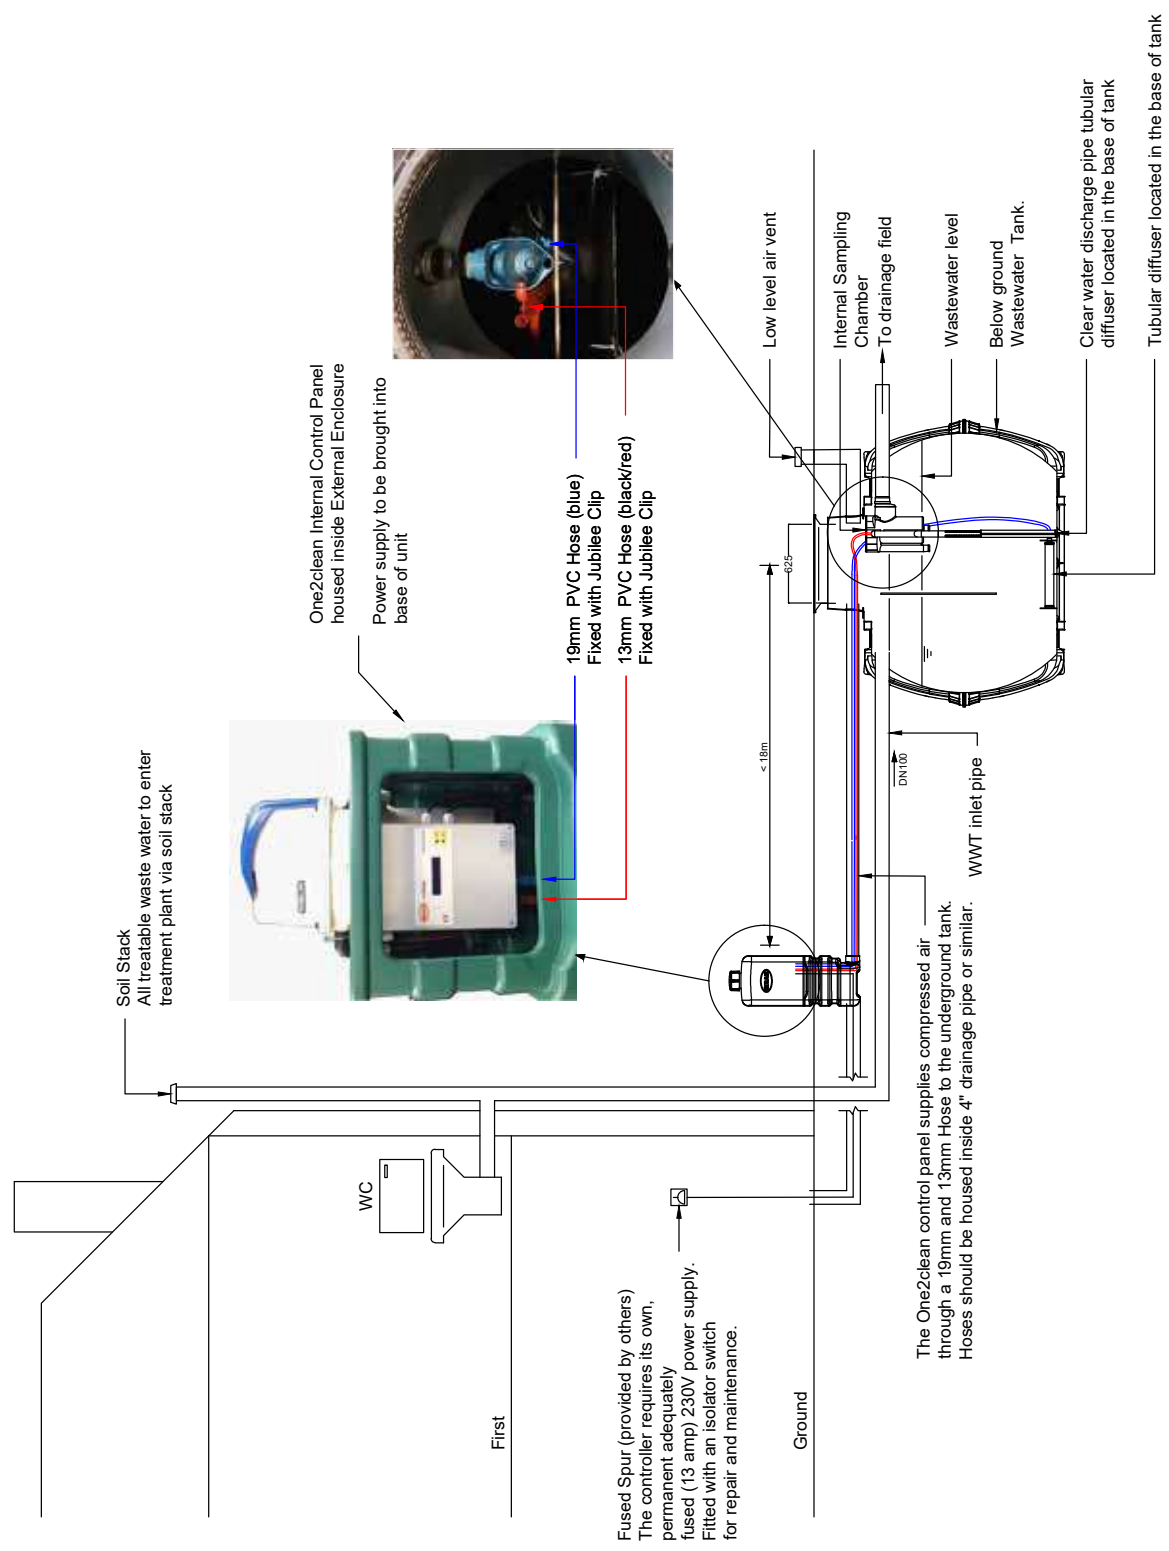 Soil Stack
All treatable waste water to enter
treatment plant via soil stack
One2clean Internal Control Panel
housed inside External Enclosure
Power supply to be brought into
base of unit
19mm PVC Hose (blue)
Fixed with Jubilee Clip
13mm PVC Hose (black/red)
Fixed with Jubilee Clip
WC
First
Ground
Fused Spur (provided by others)
The controller requires its own,
permanent adequately
fused (13 amp) 230V power supply.
Fitted with an isolator switch
for repair and maintenance.
< 18m
625
DN100
WWT inlet pipe
The One2clean control panel supplies compressed air
through a 19mm and 13mm Hose to the underground tank.
Hoses should be housed inside 4" drainage pipe or similar.
Low level air vent
Internal Sampling
Chamber
To drainage field
Wastewater level
Below ground
Wastewater Tank.
Clear water discharge pipe tubular
diffuser located in the base of tank
Tubular diffuser located in the base of tank